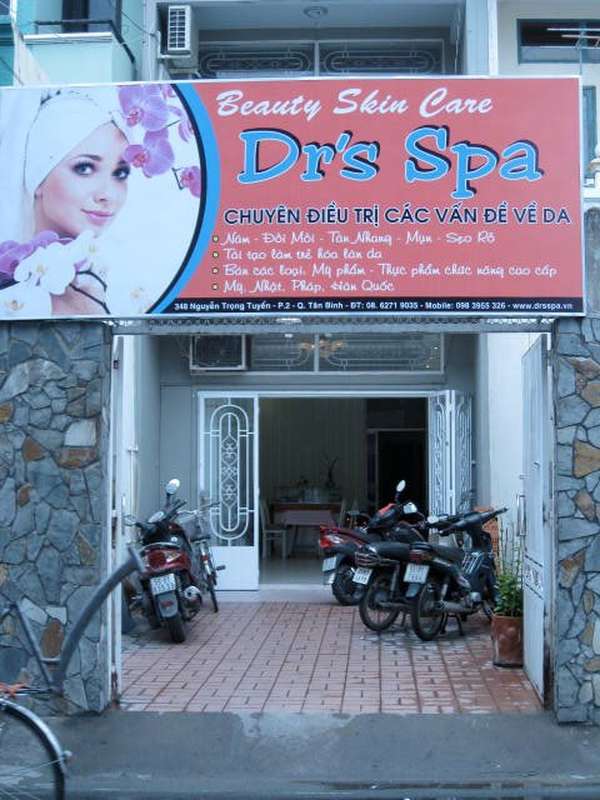 Beauty Skin Care
Dr's Spa
CHUYÊN ĐIỀU TRỊ CÁC VẤN ĐỀ VỀ DA
• Nám - Đồi Mồi - Tàn Nhang - Mụn - Sẹo Rỗ
• Tái tạo làm trẻ hóa làn da
• Bán các loại Mỹ phẩm - Thực phẩm chức năng cao cấp
• Mỹ, Nhật, Pháp, Hàn Quốc
348 Nguyễn Trọng Tuyển - P.2 - Q. Tân Bình - ĐT: 08. 6271 9035 - Mobile: 098 3955 326 - www.drsspa.vn